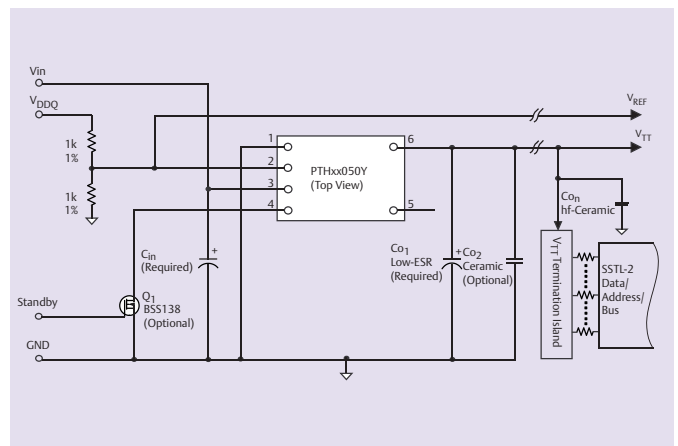 Vin
VDDQ
1k
1%
1k
1%
1
2
3
4
PTHxx050Y
(Top View)
6
5
VREF
VTT
Cin
(Required)
+
Standby
Q1
BSS138
(Optional)
GND
Co1
Low-ESR
(Required)
+
Co2
Ceramic
(Optional)
Con
hf-Ceramic
VTT Termination Island
SSTL-2
Data/
Address/
Bus